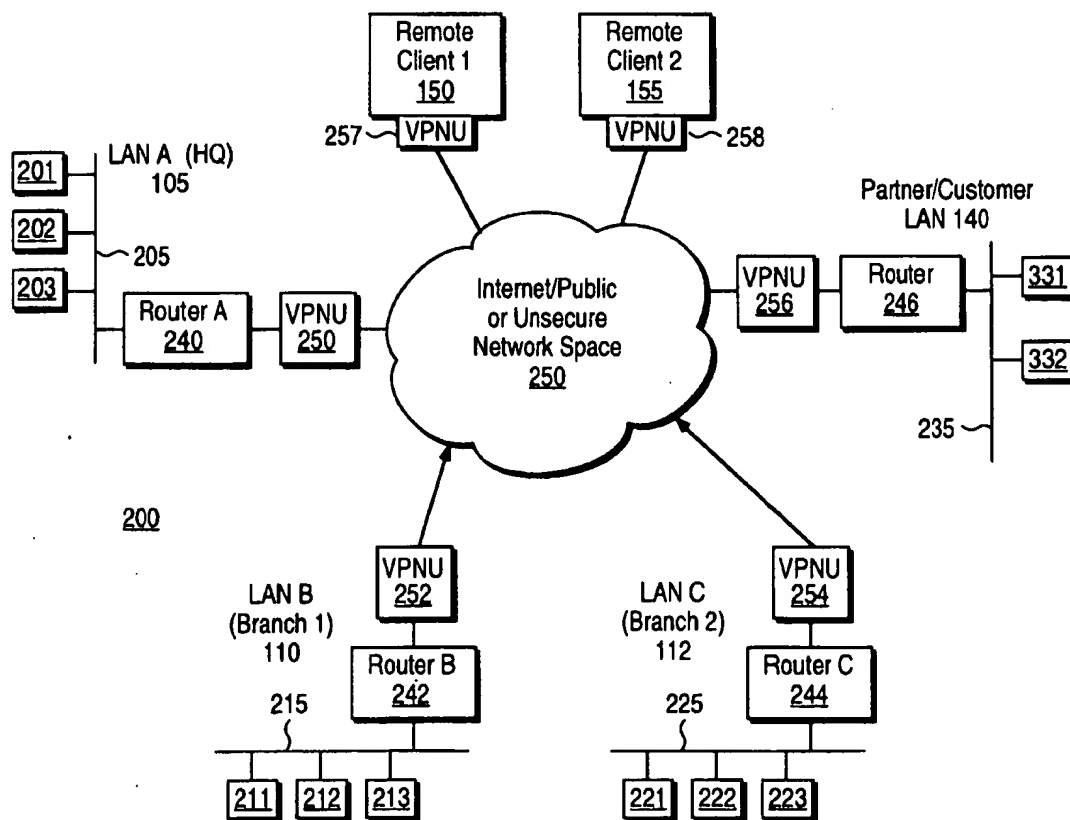 Remote
Client 1
150
Remote
Client 2
155
257
VPNU
VPNU
258
LAN A (HQ)
105
201
202
203
205
Router A
240
VPNU
250
Internet/Public
or Unsecure
Network Space
250
Partner/Customer
LAN 140
VPNU
256
Router
246
331
332
235
200
VPNU
252
LAN B
(Branch 1)
110
Router B
242
215
211
212
213
VPNU
254
LAN C
(Branch 2)
112
Router C
244
225
221
222
223